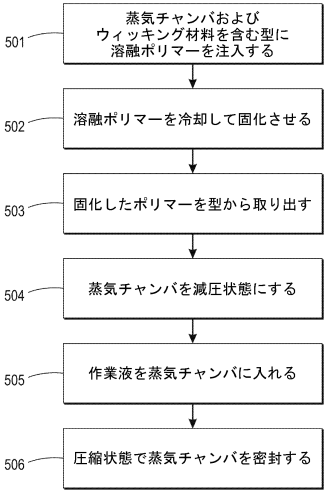 501
蒸気チャンバおよび
ウィッキング材料を含む型に
溶融ポリマーを注入する
502
溶融ポリマーを冷却して固化させる
503
固化したポリマーを型から取り出す
504
蒸気チャンバを減圧状態にする
505
作業液を蒸気チャンバに入れる
506
圧縮状態で蒸気チャンバを密封する